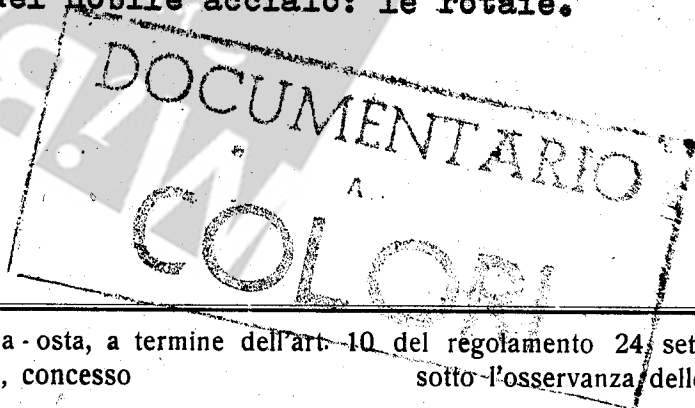 del nobile acciaio: le rotaie.
DOCUMENTARIO
A
COLORI
a - osta, a termine dell'art. 10 del regolamento 24 set
, concesso sotto l'osservanza delle